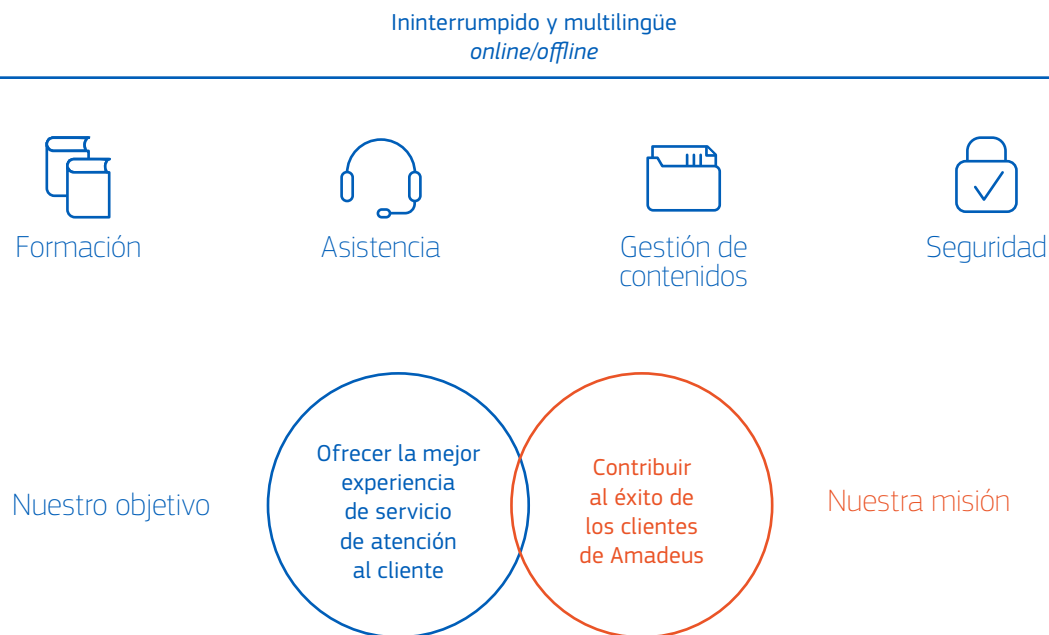 Ininterrumpido y multilingüe
online/offline
Formación
Asistencia
Gestión de
contenidos
Seguridad
Nuestro objetivo
Ofrecer la mejor
experiencia
de servicio
de atención
al cliente
Contribuir
al éxito de
los clientes
de Amadeus
Nuestra misión